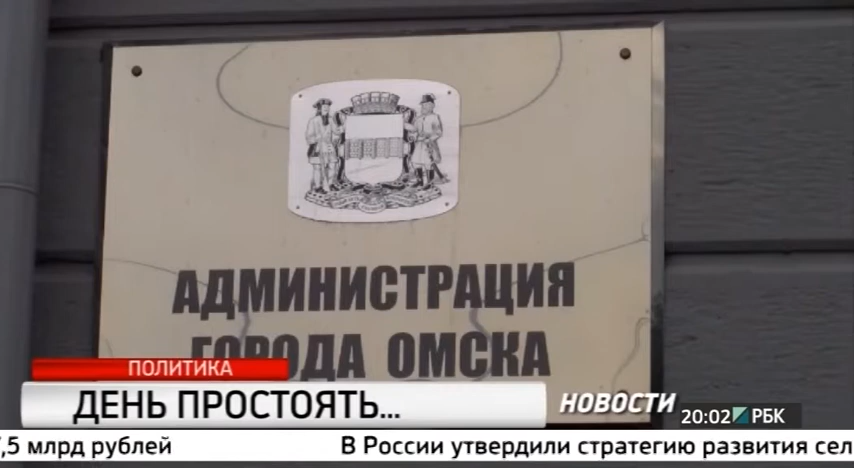 АДМИНИСТРАЦИЯ
ГОРОДА ОМСКА
ПОЛИТИКА
ДЕНЬ ПРОСТОЯТЬ...
НОВОСТИ
20:02 РБК
,5 млрд рублей В России утвердили стратегию развития сел